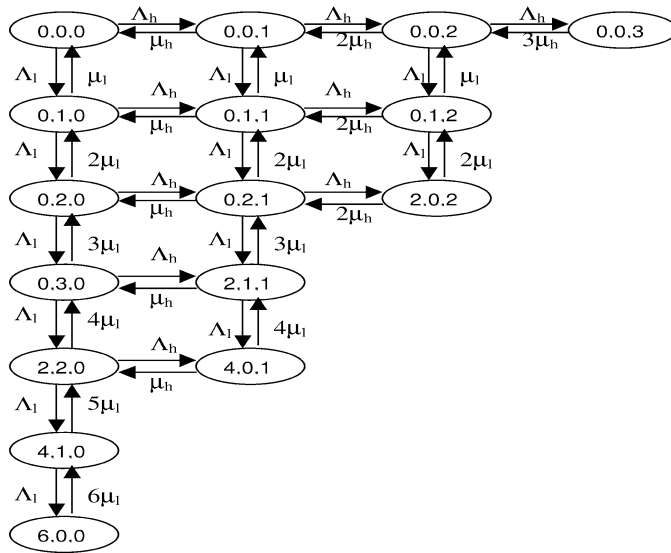 Λh Λh Λh
0.0.0 0.0.1 0.0.2 0.0.3
μh 2μh 3μh
Λl μl Λl μl Λl μl
Λh Λh
0.1.0 0.1.1 0.1.2
μh 2μh
Λl 2μl Λl 2μl Λl 2μl
Λh Λh
0.2.0 0.2.1 2.0.2
μh 2μh
Λl 3μl Λl 3μl
Λh
0.3.0 2.1.1
μh
Λl 4μl Λl 4μl
Λh
2.2.0 4.0.1
μh
Λl 5μl
4.1.0
Λl 6μl
6.0.0